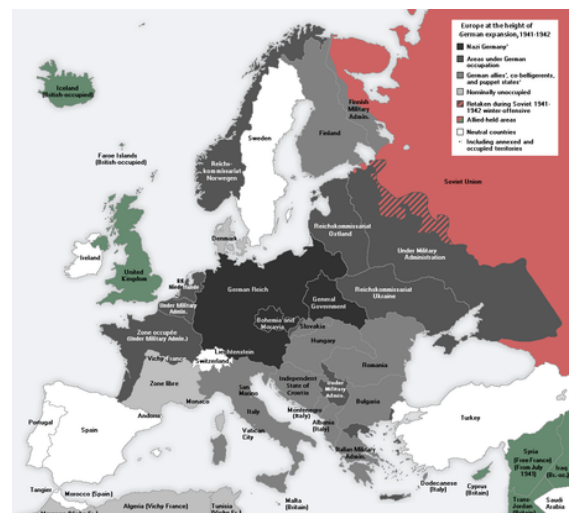 Europe at the height of
German expansion, 1941-1942
Nazi Germany*
Areas under German
occupation
German allies*, co-belligerents,
and puppet states*
Nominally unoccupied
Retaken during Soviet 1941-
1942 winter-offensive
Allied-held areas
Neutral countries
Including annexed and
occupied territories
Iceland
(British-occupied)
Faroe Islands
(British-occupied)
Finnish
Military
Admin.
Sweden
Finland
Reichs-
kommissariat
Norwegen
Soviet Union
Denmark
Reichskommissariat
Ostland
Under Military
Administration
Ireland
United
Kingdom
German Reich
General
Government
Reichskommissariat
Ukraine
Under Military
Admin.
Bohemia and
Moravia
Zone occupée
(Under Military Adm.)
Slovakia
Liechtenstein
Hungary
Vichy France
Switzerland
Zone libre
Romania
San
Marino
Independent
State of
Croatia
Under
Military
Admin.
Monaco
Andorra
Bulgaria
Italy
Montenegro
(Italy)
Portugal
Spain
Vatican
City
Albania
(Italy)
Turkey
Italian Military
Admin.
Syria
(Free-France)
(From July
1941)
Iraq
(Br.-oc.)
Tangier
Morocco (Spain)
Dodecanese
(Italy)
Cyprus
(Britain)
Algeria (Vichy France)
Tunisia
Malta
(Britain)
Trans-
Jordan
Saudi
Arabia